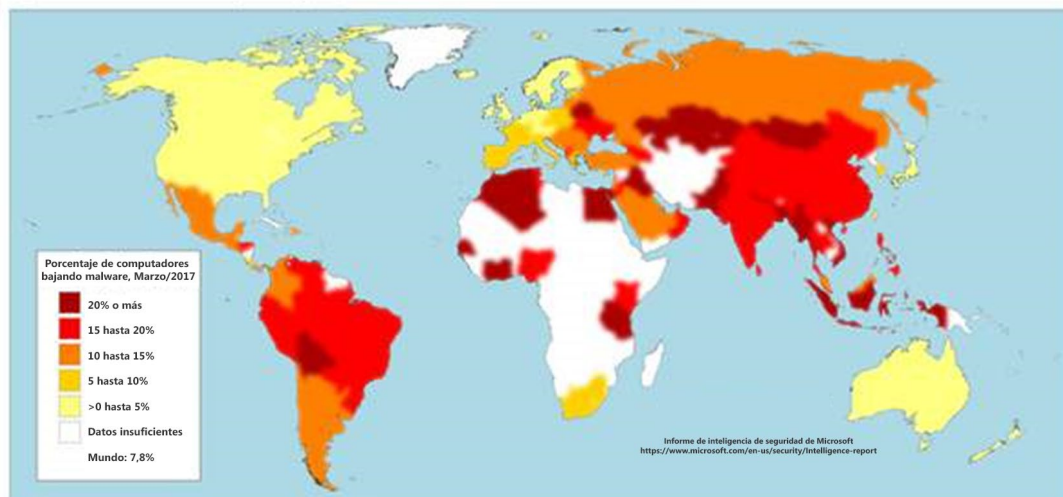 Porcentaje de computadores
bajando malware, Marzo/2017
20% o más
15 hasta 20%
10 hasta 15%
5 hasta 10%
>0 hasta 5%
Datos insuficientes
Mundo: 7,8%
Informe de inteligencia de seguridad de Microsoft
https://www.microsoft.com/en-us/security/Intelligence-report